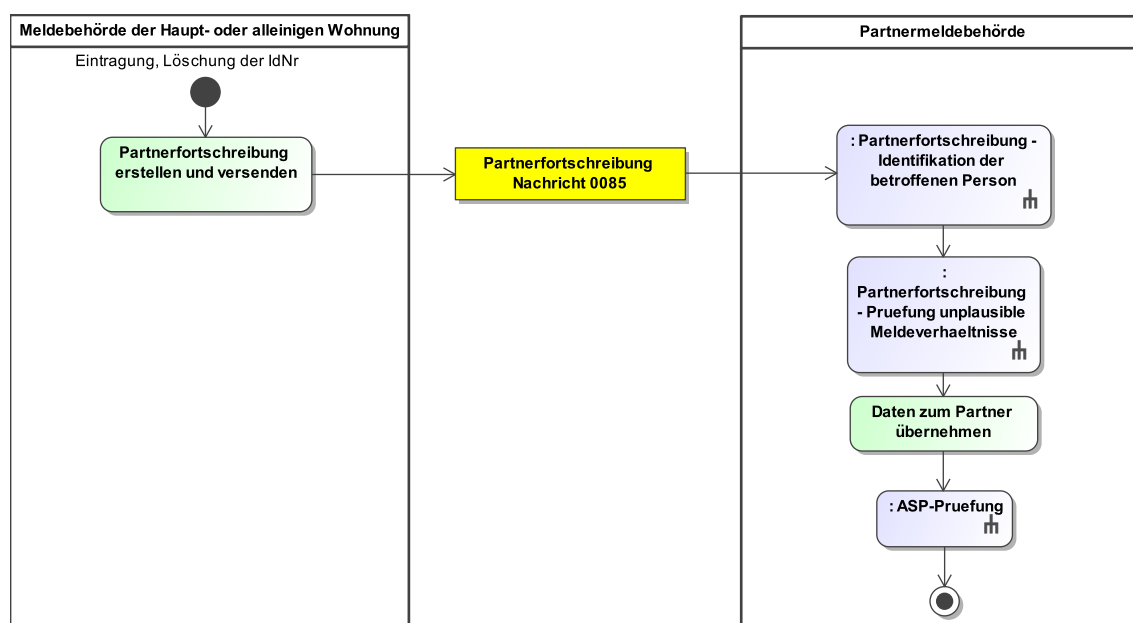 Meldebehörde der Haupt- oder alleinigen Wohnung
Eintragung, Löschung der IdNr
Partnerfortschreibung
erstellen und versenden
Partnerfortschreibung
Nachricht 0085
Partnermeldebehörde
: Partnerfortschreibung -
Identifikation der
betroffenen Person
:
Partnerfortschreibung
- Pruefung unplausible
Meldeverhaeltnisse
Daten zum Partner
übernehmen
: ASP-Pruefung